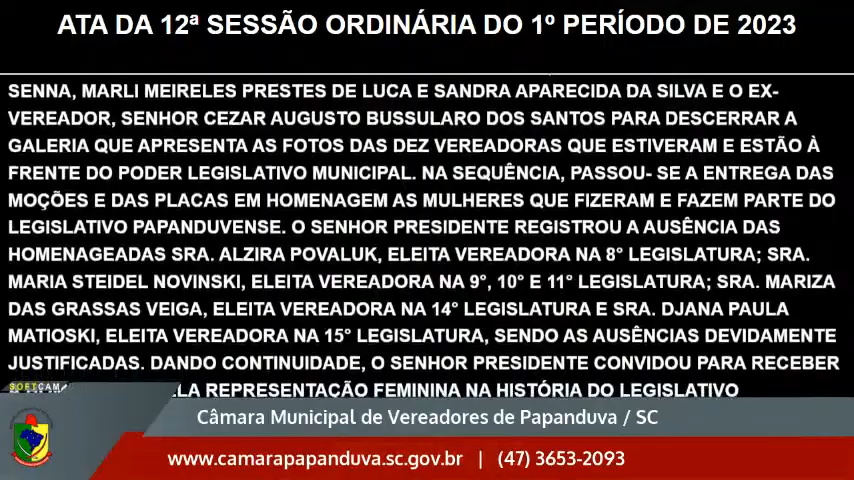 ATA DA 12ª SESSÃO ORDINÁRIA DO 1º PERÍODO DE 2023
SENNA, MARLI MEIRELES PRESTES DE LUCA E SANDRA APARECIDA DA SILVA E O EX-
VEREADOR, SENHOR CEZAR AUGUSTO BUSSULARO DOS SANTOS PARA DESCERRAR A
GALERIA QUE APRESENTA AS FOTOS DAS DEZ VEREADORAS QUE ESTIVERAM E ESTÃO À
FRENTE DO PODER LEGISLATIVO MUNICIPAL. NA SEQUÊNCIA, PASSOU- SE A ENTREGA DAS
MOÇÕES E DAS PLACAS EM HOMENAGEM AS MULHERES QUE FIZERAM E FAZEM PARTE DO
LEGISLATIVO PAPANDUVENSE. O SENHOR PRESIDENTE REGISTROU A AUSÊNCIA DAS
HOMENAGEADAS SRA. ALZIRA POVALUK, ELEITA VEREADORA NA 8° LEGISLATURA; SRA.
MARIA STEIDEL NOVINSKI, ELEITA VEREADORA NA 9°, 10° E 11° LEGISLATURA; SRA. MARIZA
DAS GRASSAS VEIGA, ELEITA VEREADORA NA 14° LEGISLATURA E SRA. DJANA PAULA
MATIOSKI, ELEITA VEREADORA NA 15° LEGISLATURA, SENDO AS AUSÊNCIAS DEVIDAMENTE
JUSTIFICADAS. DANDO CONTINUIDADE, O SENHOR PRESIDENTE CONVIDOU PARA RECEBER
REPRESENTAÇÃO FEMININA NA HISTÓRIA DO LEGISLATIVO
SOFTCAM
Câmara Municipal de Vereadores de Papanduva / SC
www.camarapapanduva.sc.gov.br | (47) 3653-2093